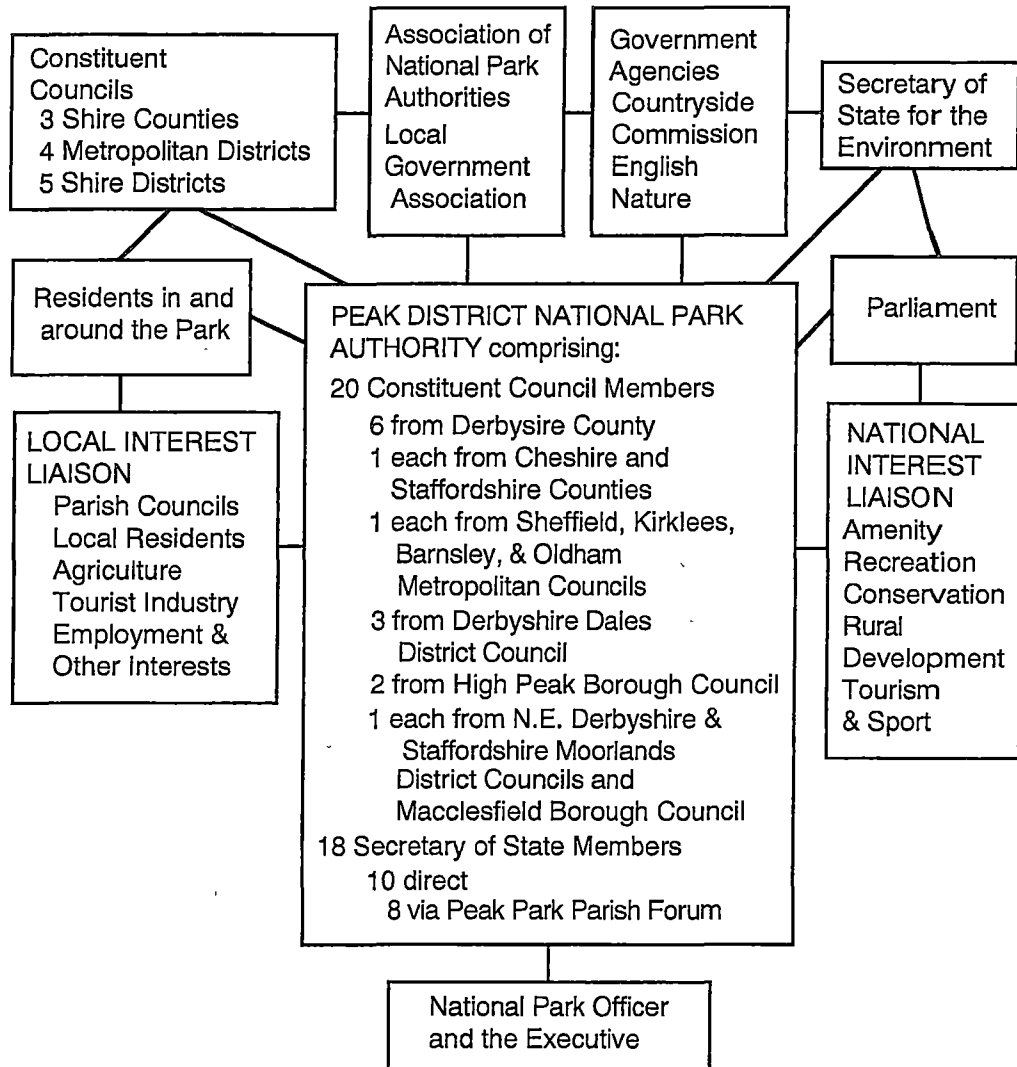 Constituent
Councils
3 Shire Counties
4 Metropolitan Districts
5 Shire Districts
Association of
National Park
Authorities
Local
Government
Association
Government
Agencies
Countryside
Commission
English
Nature
Secretary of
State for the
Environment
Residents in and
around the Park
Parliament
LOCAL INTEREST
LIAISON
Parish Councils
Local Residents
Agriculture
Tourist Industry
Employment &
Other Interests
PEAK DISTRICT NATIONAL PARK
AUTHORITY comprising:
20 Constituent Council Members
6 from Derbysire County
1 each from Cheshire and
Staffordshire Counties
1 each from Sheffield, Kirklees,
Barnsley, & Oldham
Metropolitan Councils
3 from Derbyshire Dales
District Council
2 from High Peak Borough Council
1 each from N.E. Derbyshire &
Staffordshire Moorlands
District Councils and
Macclesfield Borough Council
18 Secretary of State Members
10 direct
8 via Peak Park Parish Forum
NATIONAL
INTEREST
LIAISON
Amenity
Recreation
Conservation
Rural
Development
Tourism
& Sport
National Park Officer
and the Executive